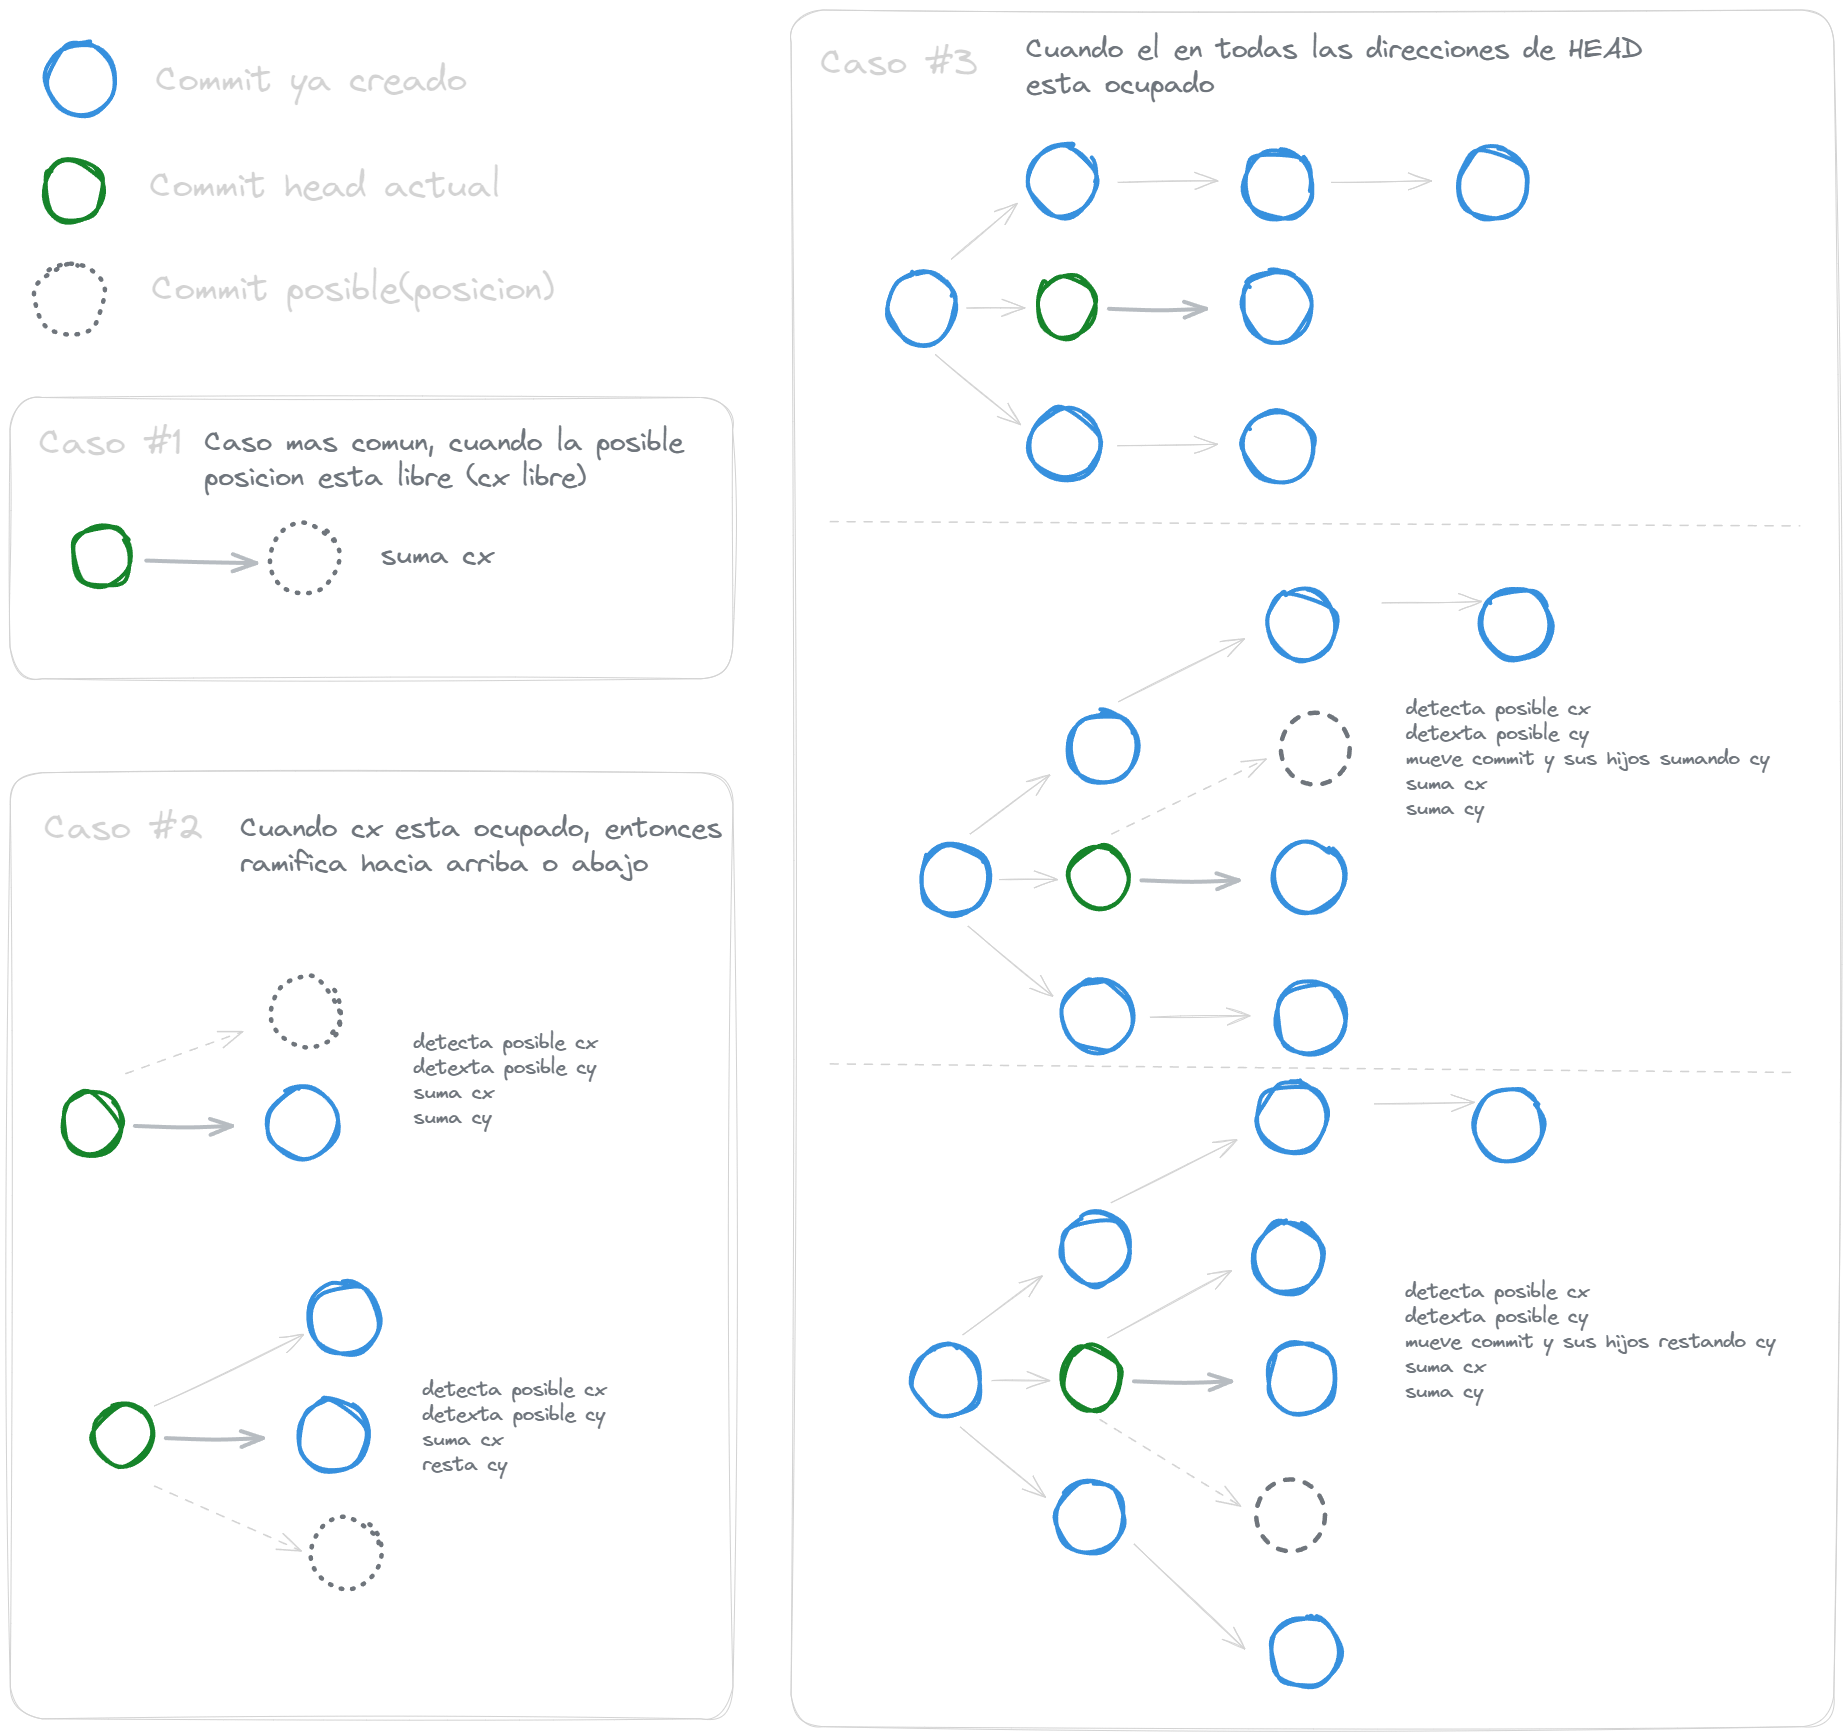 Commit ya creado
Commit head actual
Commit posible(posicion)
Caso #1
Caso mas comun, cuando la posible
posicion esta libre (cx libre)
suma cx
Caso #2
Cuando cx esta ocupado, entonces
ramifica hacia arriba o abajo
detecta posible cx
detexta posible cy
suma cx
suma cy
detecta posible cx
detexta posible cy
suma cx
resta cy
Caso #3
Cuando el en todas las direcciones de HEAD
esta ocupado
detecta posible cx
detexta posible cy
mueve commit y sus hijos sumando cy
suma cx
suma cy
detecta posible cx
detexta posible cy
mueve commit y sus hijos restando cy
suma cx
suma cy